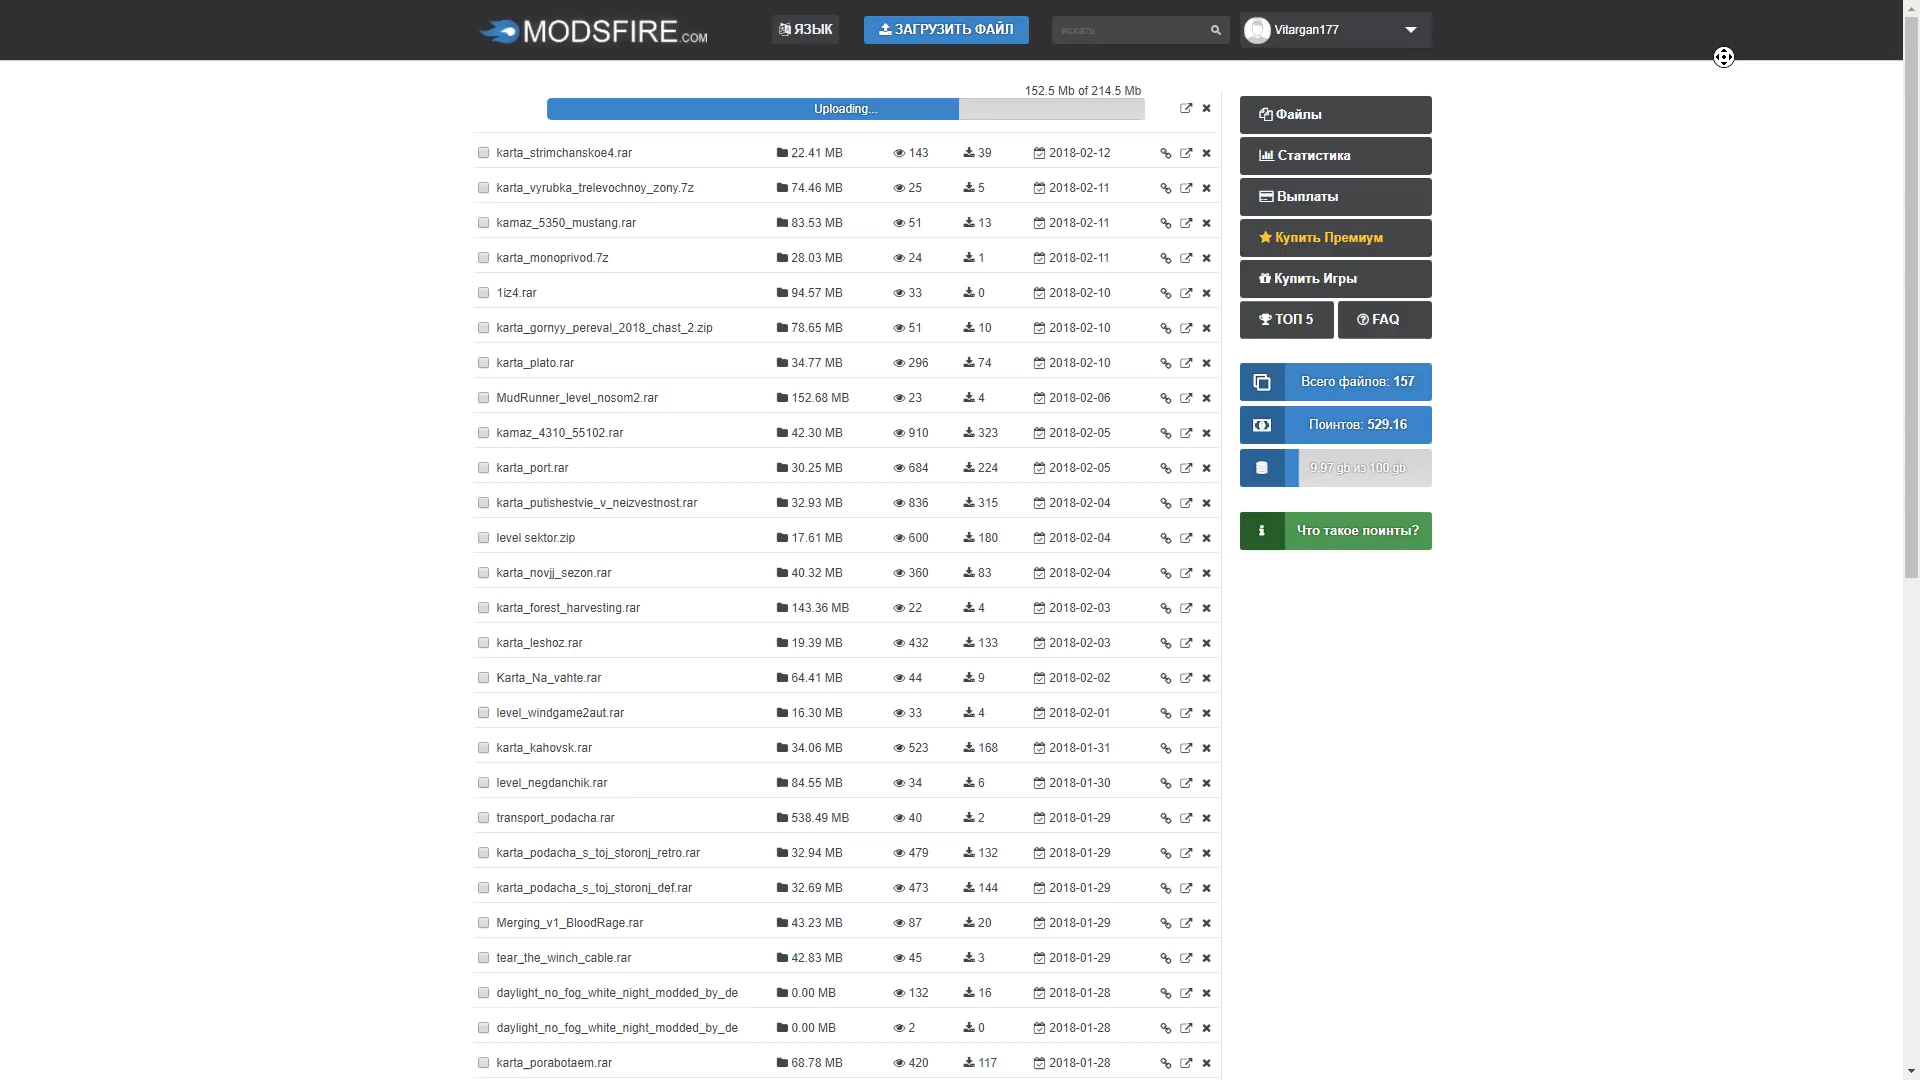 MODSFIRE.COM
ЯЗЫК
ЗАГРУЗИТЬ ФАЙЛ
искать
Vitargan177
152.5 Mb of 214.5 Mb
Uploading...
karta_strimchanskoe4.rar 22.41 MB 143 39 2018-02-12
karta_vyrubka_trelevochnoy_zony.7z 74.46 MB 25 5 2018-02-11
kamaz_5350_mustang.rar 83.53 MB 51 13 2018-02-11
karta_monoprivod.7z 28.03 MB 24 1 2018-02-11
1iz4.rar 94.57 MB 33 0 2018-02-10
karta_gornyy_pereval_2018_chast_2.zip 78.65 MB 51 10 2018-02-10
karta_plato.rar 34.77 MB 296 74 2018-02-10
MudRunner_level_nosom2.rar 152.68 MB 23 4 2018-02-06
kamaz_4310_55102.rar 42.30 MB 910 323 2018-02-05
karta_port.rar 30.25 MB 684 224 2018-02-05
karta_putishestvie_v_neizvestnost.rar 32.93 MB 836 315 2018-02-04
level sektor.zip 17.61 MB 600 180 2018-02-04
karta_novjj_sezon.rar 40.32 MB 360 83 2018-02-04
karta_forest_harvesting.rar 143.36 MB 22 4 2018-02-03
karta_leshoz.rar 19.39 MB 432 133 2018-02-03
Karta_Na_vahte.rar 64.41 MB 44 9 2018-02-02
level_windgame2aut.rar 16.30 MB 33 4 2018-02-01
karta_kahovsk.rar 34.06 MB 523 168 2018-01-31
level_negdanchik.rar 84.55 MB 34 6 2018-01-30
transport_podacha.rar 538.49 MB 40 2 2018-01-29
karta_podacha_s_toj_storonj_retro.rar 32.94 MB 479 132 2018-01-29
karta_podacha_s_toj_storonj_def.rar 32.69 MB 473 144 2018-01-29
Merging_v1_BloodRage.rar 43.23 MB 87 20 2018-01-29
tear_the_winch_cable.rar 42.83 MB 45 3 2018-01-29
daylight_no_fog_white_night_modded_by_de 0.00 MB 132 16 2018-01-28
daylight_no_fog_white_night_modded_by_de 0.00 MB 2 0 2018-01-28
karta_porabotaem.rar 68.78 MB 420 117 2018-01-28
Файлы
Статистика
Выплаты
Купить Премиум
Купить Игры
ТОП 5
FAQ
Всего файлов: 157
Поинтов: 529.16
9.97 gb из 100 gb
Что такое поинты?